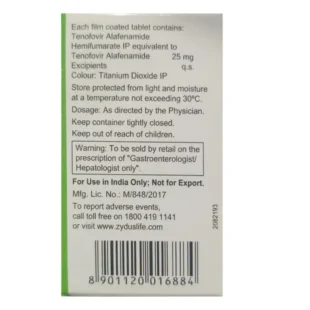 Each film coated tablet contains:
Tenofovir Alafenamide
Hemifumarate IP equivalent to
Tenofovir Alafenamide 25 mg
Excipients q.s.
Colour: Titanium Dioxide IP
Store protected from light and moisture
at a temperature not exceeding 30°C.
Dosage: As directed by the Physician.
Keep container tightly closed.
Keep out of reach of children.
Warning: To be sold by retail on the
prescription of "Gastroenterologist/
Hepatologist only".
For Use in India Only; Not for Export.
Mfg. Lic. No.: M/848/2017
To report adverse events,
call toll free on 1800 419 1141
or visit www.zyduslife.com
2082193
8 901120 016884